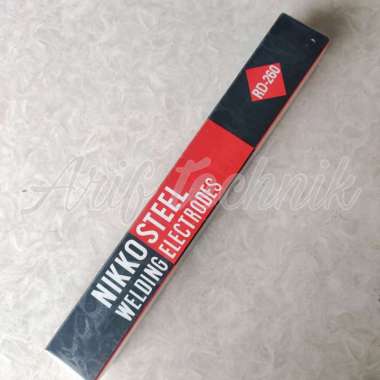 RD-260
NIKKO STEEL
WELDING ELECTRODES
Arif Technik